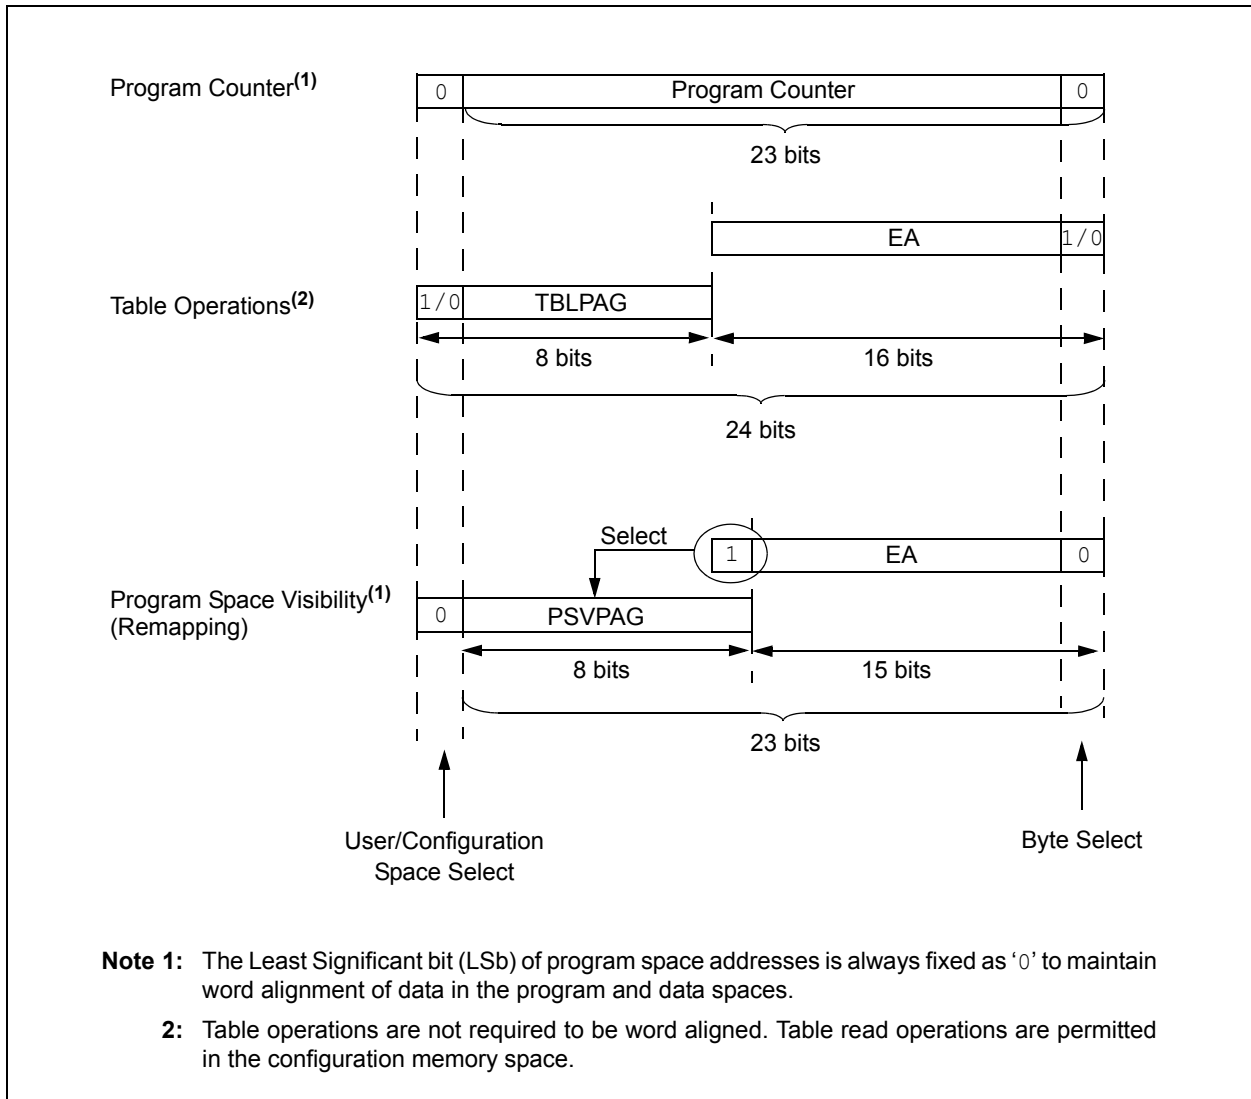 Program Counter(1)
0 Program Counter 0
23 bits
EA 1/0
Table Operations(2)
1/0 TBLPAG
8 bits 16 bits
24 bits
Select
1 EA 0
Program Space Visibility(1)
(Remapping)
0 PSVPAG
8 bits 15 bits
23 bits
User/Configuration
Space Select
Byte Select
Note 1: The Least Significant bit (LSb) of program space addresses is always fixed as ‘0’ to maintain
word alignment of data in the program and data spaces.
2: Table operations are not required to be word aligned. Table read operations are permitted
in the configuration memory space.